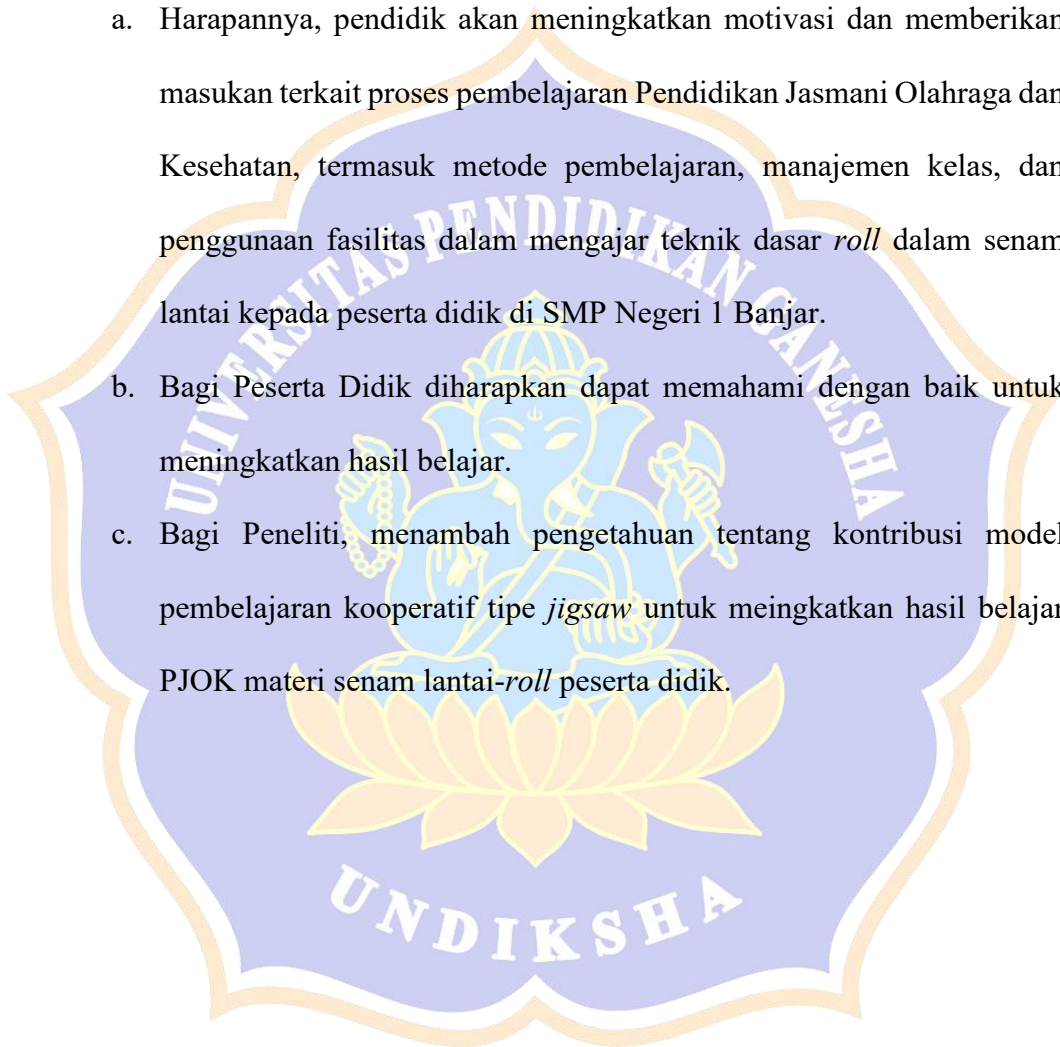 a. Harapannya, pendidik akan meningkatkan motivasi dan memberikan
masukan terkait proses pembelajaran Pendidikan Jasmani Olahraga dan
Kesehatan, termasuk metode pembelajaran, manajemen kelas, dan
penggunaan fasilitas dalam mengajar teknik dasar roll dalam senam
lantai kepada peserta didik di SMP Negeri 1 Banjar.
b. Bagi Peserta Didik diharapkan dapat memahami dengan baik untuk
meningkatkan hasil belajar.
c. Bagi Peneliti, menambah pengetahuan tentang kontribusi model
pembelajaran kooperatif tipe jigsaw untuk meingkatkan hasil belajar
PJOK materi senam lantai-roll peserta didik.
UNIVERSITAS PENDIDIKAN GANESHA
UNDIKSHA